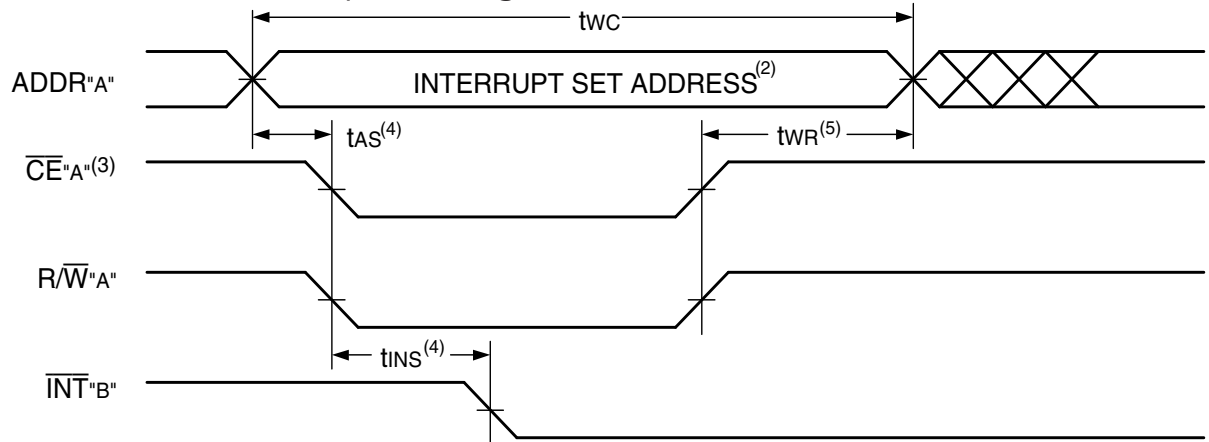 tWC
ADDR"A"
INTERRUPT SET ADDRESS(2)
tAS(4)
tWR(5)
CE"A"(3)
R/W"A"
tINS(4)
INT"B"